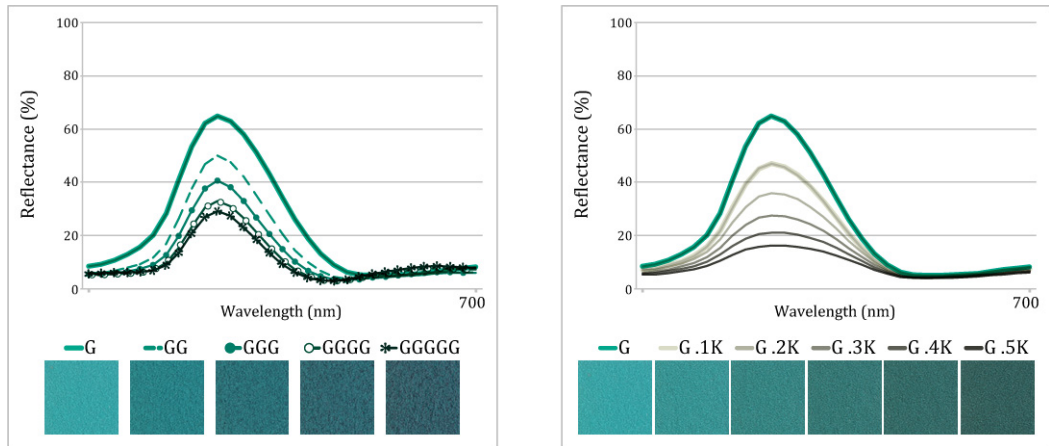 100
80
Reflectance (%)
60
40
20
0
Wavelength (nm)
700
G GG GGG GGGG GGGGG
100
80
Reflectance (%)
60
40
20
0
Wavelength (nm)
700
G G .1K G .2K G .3K G .4K G .5K